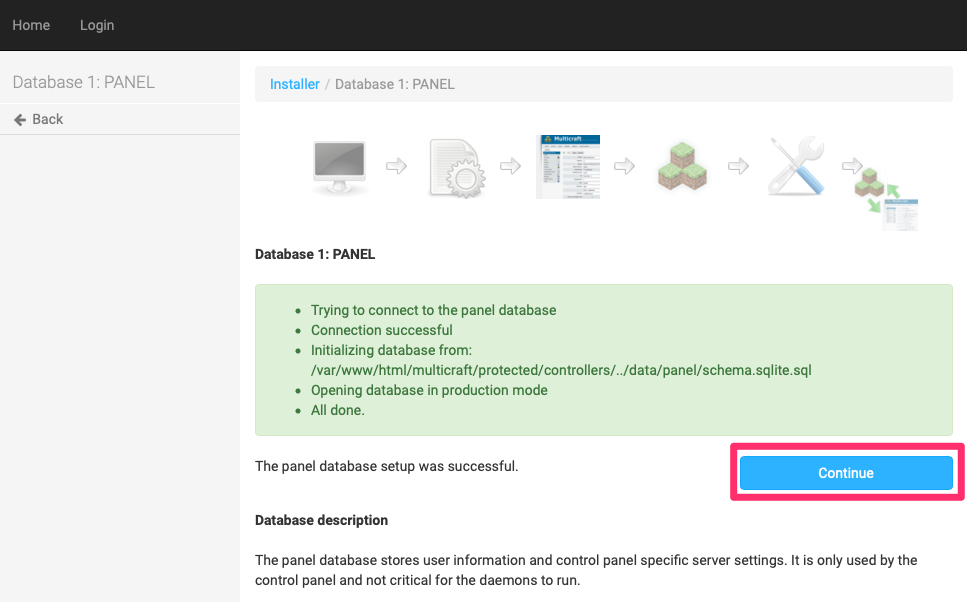 Home Login
Database 1: PANEL
Back
Installer / Database 1: PANEL
Multicraft
Database 1: PANEL
Trying to connect to the panel database
Connection successful
Initializing database from:
/var/www/html/multicraft/protected/controllers/../data/panel/schema.sqlite.sql
Opening database in production mode
All done.
The panel database setup was successful.
Continue
Database description
The panel database stores user information and control panel specific server settings. It is only used by the
control panel and not critical for the daemons to run.